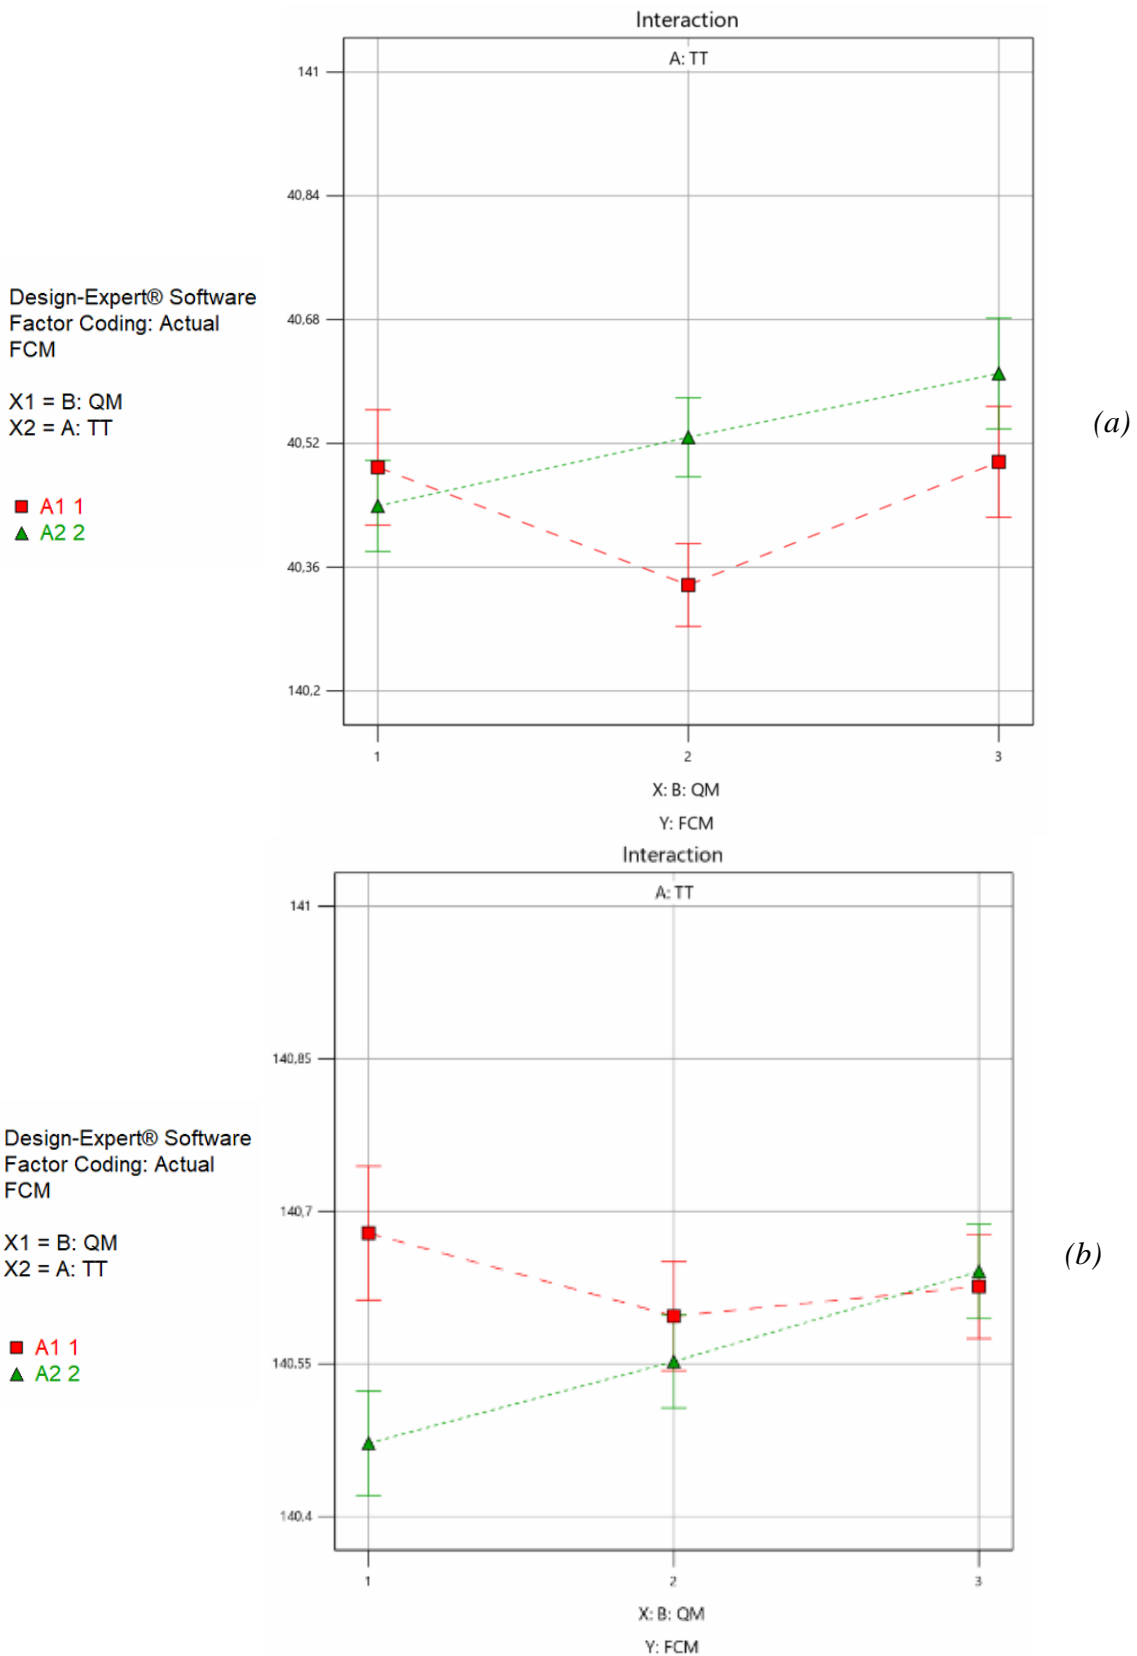 Interaction
A: TT
141
40,84
40,68
40,52
40,36
140,2
1 2 3
X: B: QM
Y: FCM
Design-Expert® Software
Factor Coding: Actual
FCM
X1 = B: QM
X2 = A: TT
A1 1
A2 2
(a)
Interaction
A: TT
141
140,85
140,7
140,55
140,4
1 2 3
X: B: QM
Y: FCM
Design-Expert® Software
Factor Coding: Actual
FCM
X1 = B: QM
X2 = A: TT
A1 1
A2 2
(b)